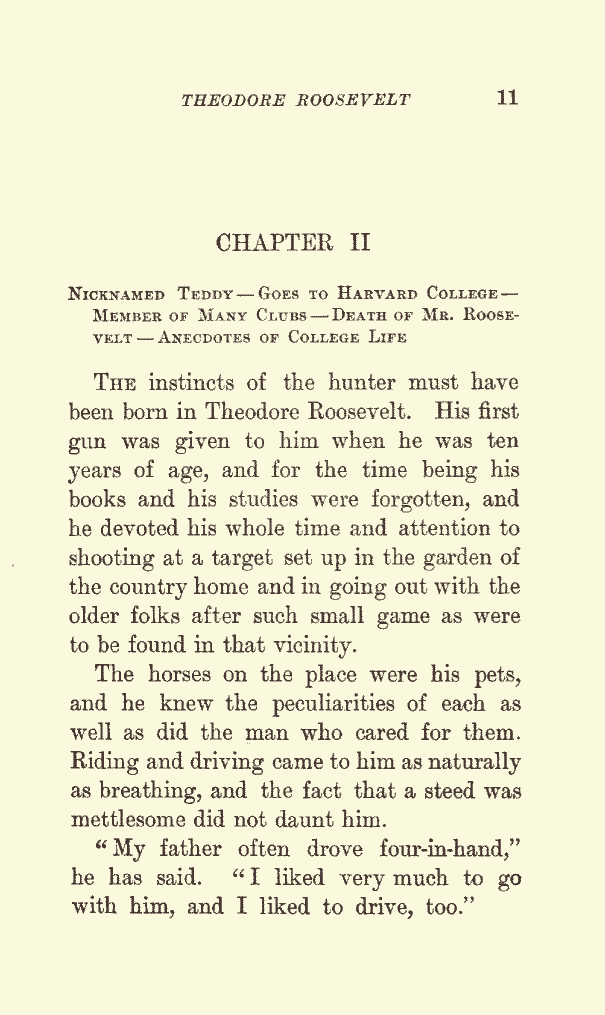 THEODORE ROOSEVELT 11
CHAPTER II
NICKNAMED TEDDY — GOES TO HARVARD COLLEGE —
MEMBER OF MANY CLUBS — DEATH OF MR. ROOSE-
VELT — ANECDOTES OF COLLEGE LIFE
THE instincts of the hunter must have
been born in Theodore Roosevelt. His first
gun was given to him when he was ten
years of age, and for the time being his
books and his studies were forgotten, and
he devoted his whole time and attention to
shooting at a target set up in the garden of
the country home and in going out with the
older folks after such small game as were
to be found in that vicinity.
The horses on the place were his pets,
and he knew the peculiarities of each as
well as did the man who cared for them.
Riding and driving came to him as naturally
as breathing, and the fact that a steed was
mettlesome did not daunt him.
“My father often drove four-in-hand,”
he has said. “I liked very much to go
with him, and I liked to drive, too.”